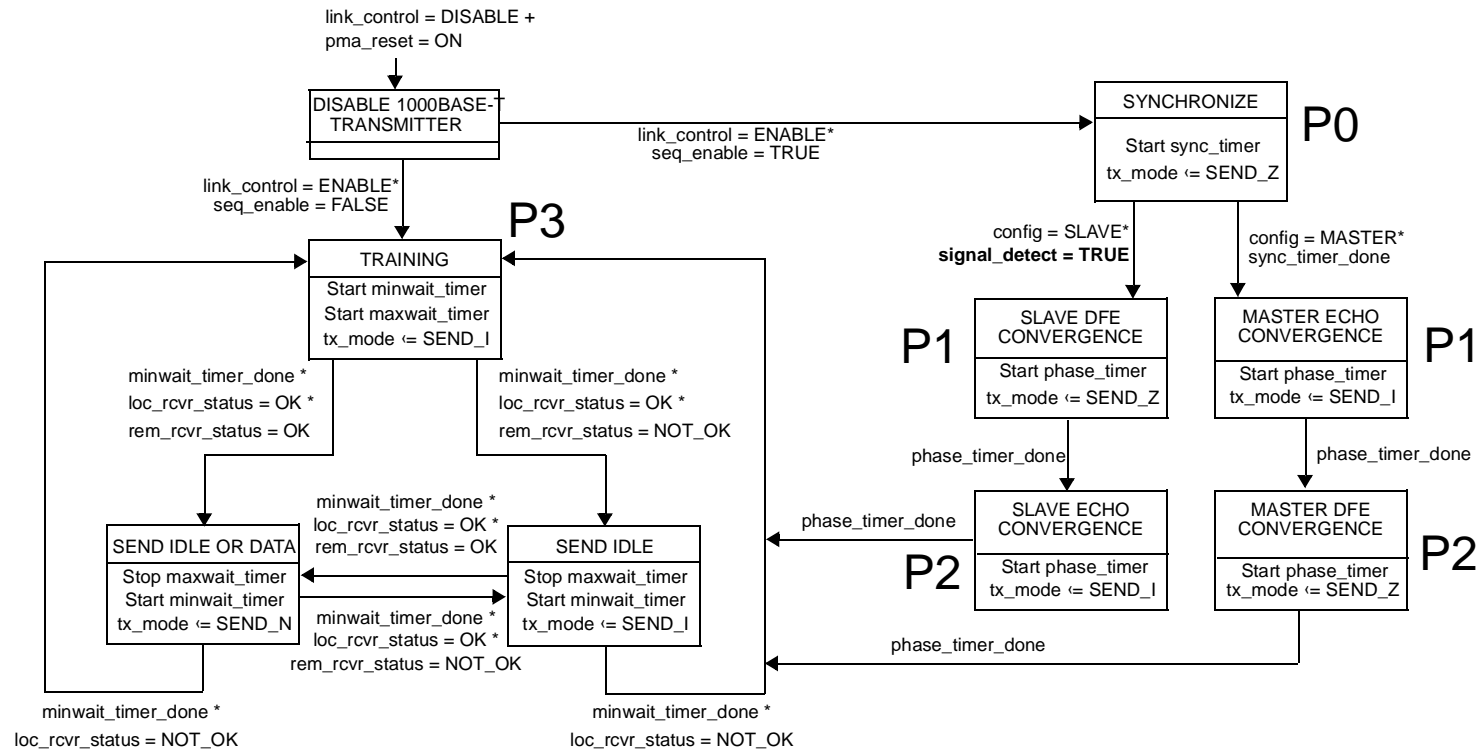 link_control = DISABLE +
pma_reset = ON
DISABLE 1000BASE-T
TRANSMITTER
link_control = ENABLE*
seq_enable = TRUE
SYNCHRONIZE
Start sync_timer
tx_mode <= SEND_Z
P0
link_control = ENABLE*
seq_enable = FALSE
P3
TRAINING
Start minwait_timer
Start maxwait_timer
tx_mode <= SEND_I
config = SLAVE*
signal_detect = TRUE
config = MASTER*
sync_timer_done
P1
SLAVE DFE
CONVERGENCE
Start phase_timer
tx_mode <= SEND_Z
MASTER ECHO
CONVERGENCE
Start phase_timer
tx_mode <= SEND_I
P1
minwait_timer_done *
loc_rcvr_status = OK *
rem_rcvr_status = OK
minwait_timer_done *
loc_rcvr_status = OK *
rem_rcvr_status = NOT_OK
phase_timer_done
phase_timer_done
minwait_timer_done *
loc_rcvr_status = OK *
rem_rcvr_status = OK
phase_timer_done
SEND IDLE OR DATA
Stop maxwait_timer
Start minwait_timer
tx_mode <= SEND_N
SEND IDLE
Stop maxwait_timer
Start minwait_timer
tx_mode <= SEND_I
P2
SLAVE ECHO
CONVERGENCE
Start phase_timer
tx_mode <= SEND_I
MASTER DFE
CONVERGENCE
Start phase_timer
tx_mode <= SEND_Z
P2
minwait_timer_done *
loc_rcvr_status = OK *
rem_rcvr_status = NOT_OK
phase_timer_done
minwait_timer_done *
loc_rcvr_status = NOT_OK
minwait_timer_done *
loc_rcvr_status = NOT_OK